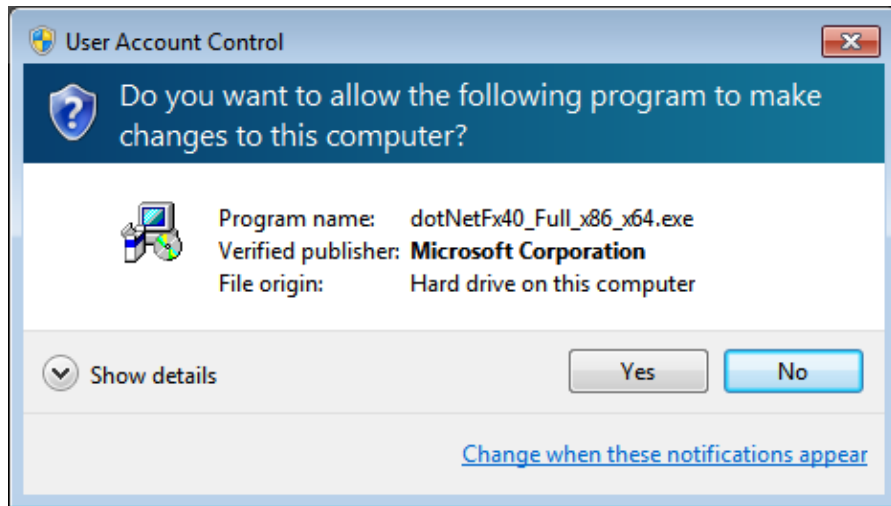 User Account Control
Do you want to allow the following program to make
changes to this computer?
Program name: dotNetFx40_Full_x86_x64.exe
Verified publisher: Microsoft Corporation
File origin: Hard drive on this computer
Show details
Yes
No
Change when these notifications appear